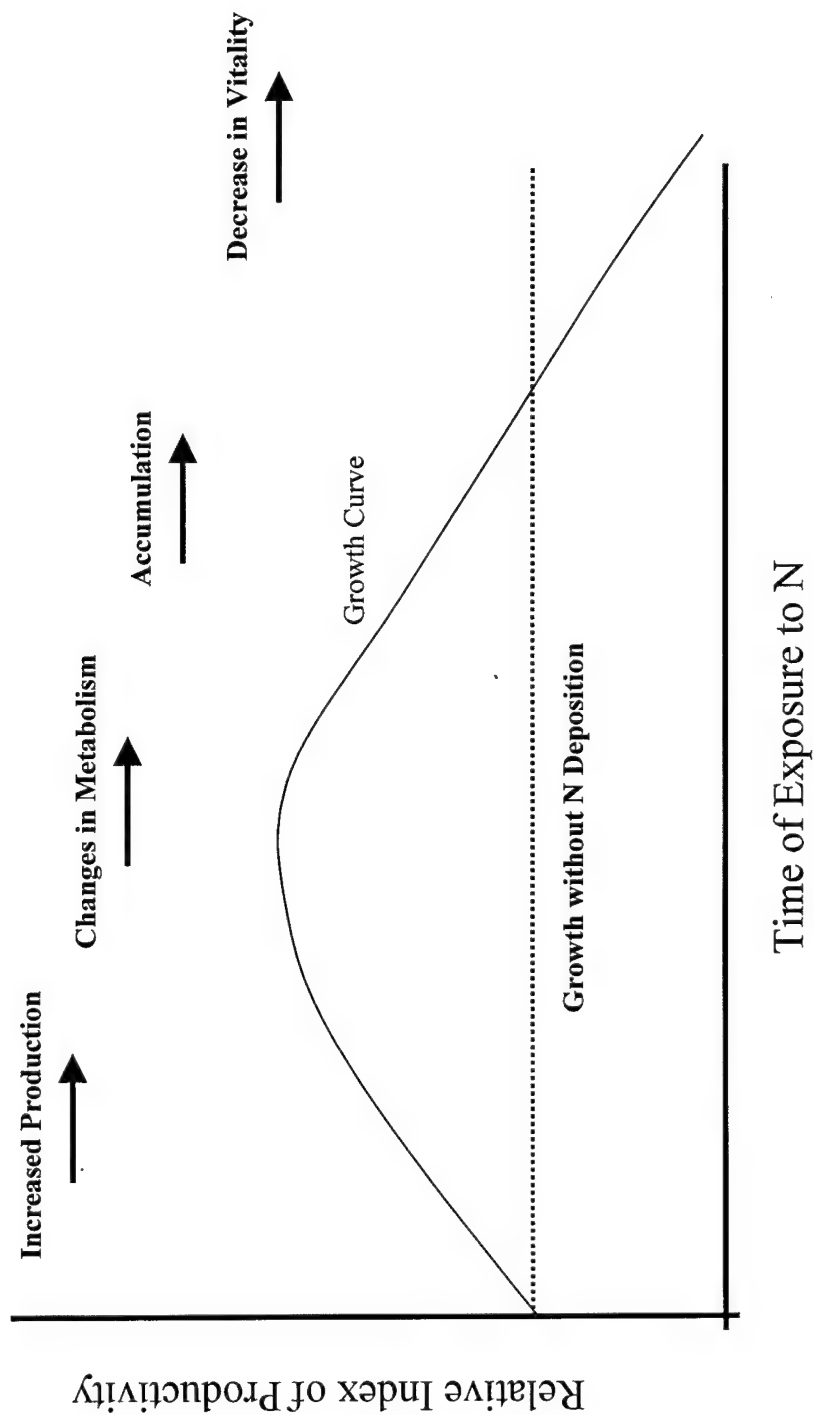 Increased Production
Changes in Metabolism
Accumulation
Decrease in Vitality
Growth Curve
Growth without N Deposition
Relative Index of Productivity
Time of Exposure to N